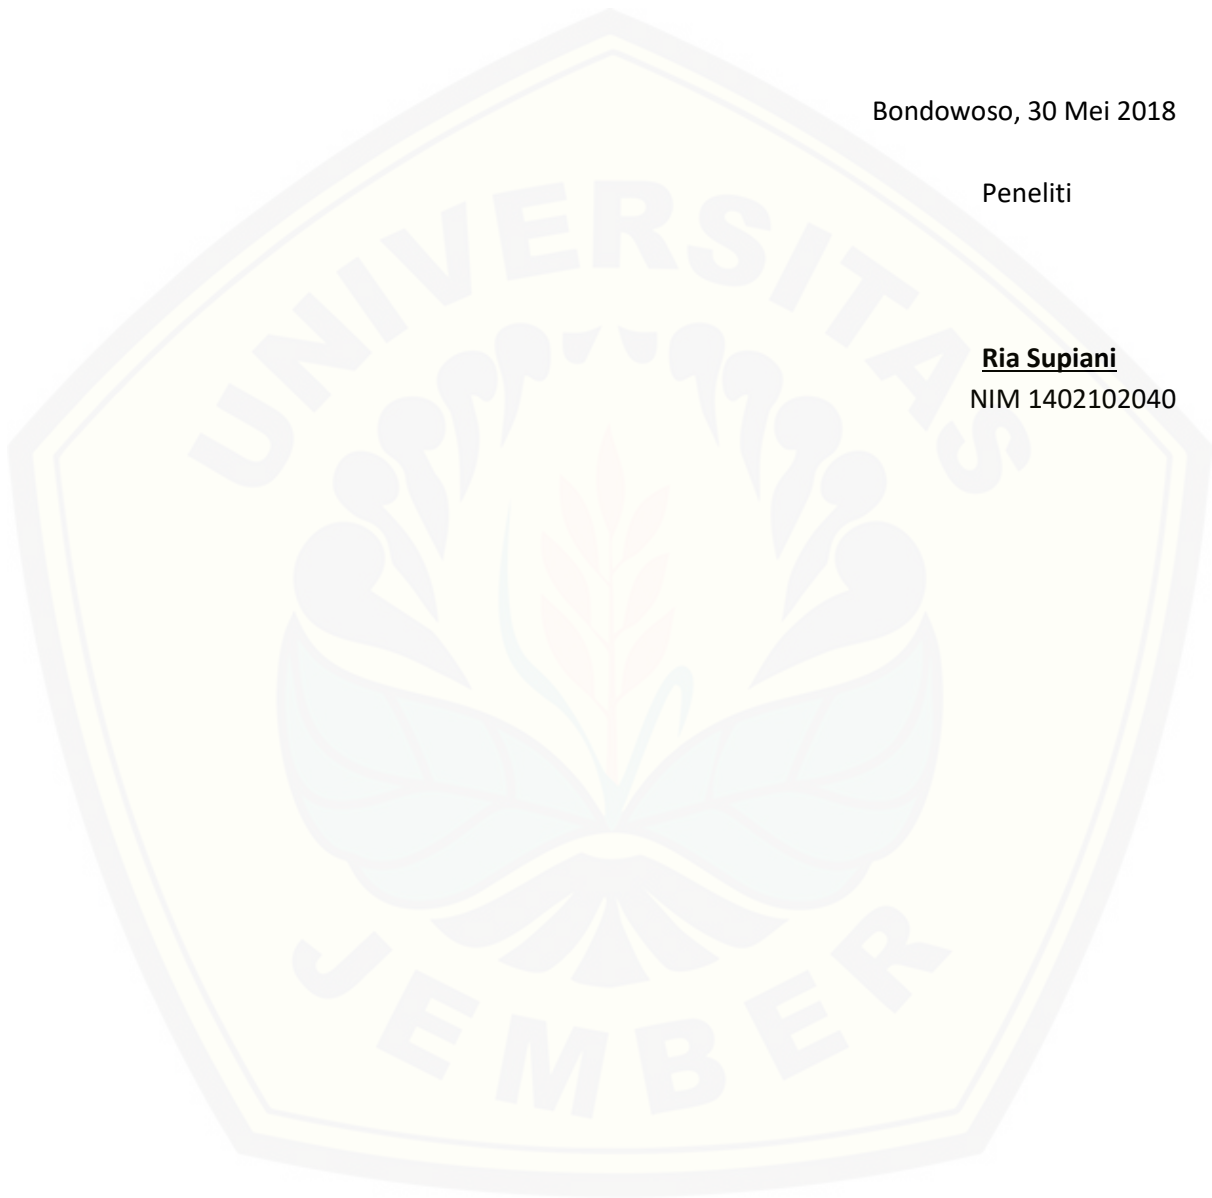 Bondowoso, 30 Mei 2018
Peneliti
UNIVERSITAS
Ria Supiani
NIM 1402102040
JEMBER